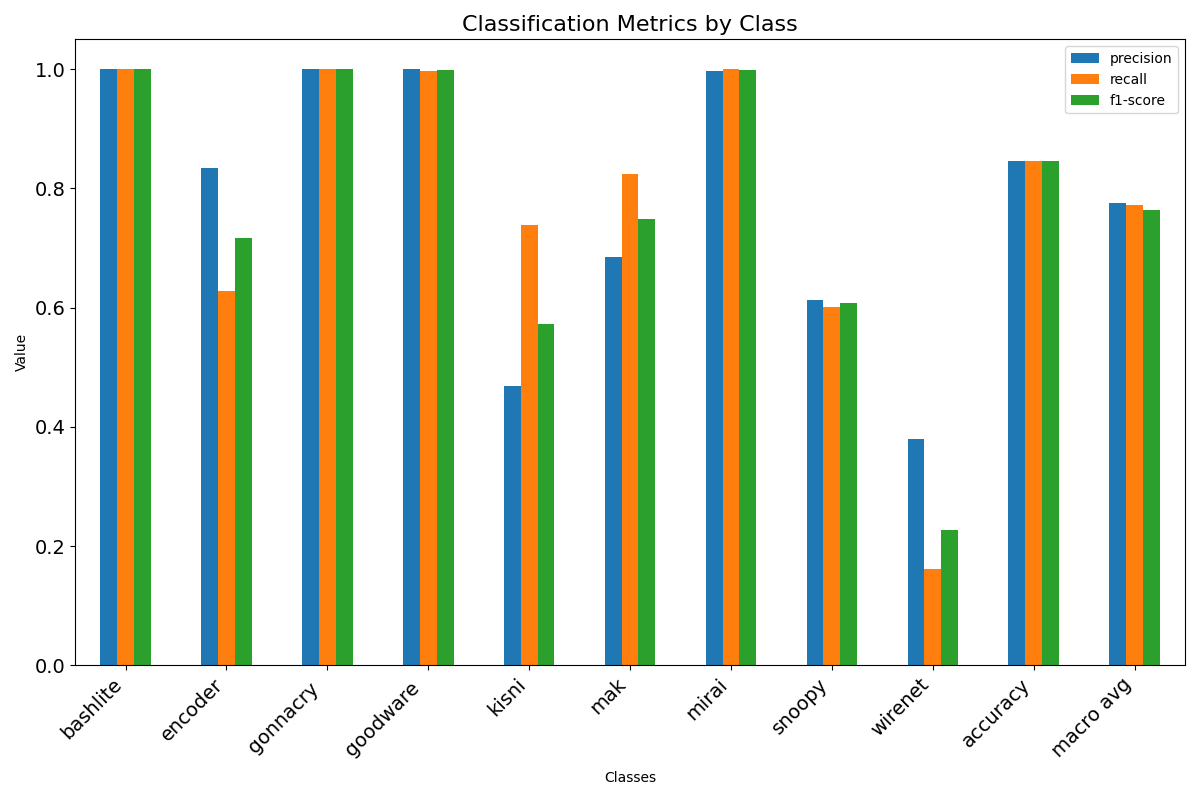 Classification Metrics by Class
precision
recall
f1-score
1.0
0.8
0.6
0.4
0.2
0.0
Value
bashlite
encoder
gonnacry
goodware
kisni
mak
mirai
snoopy
wirenet
accuracy
macro avg
Classes